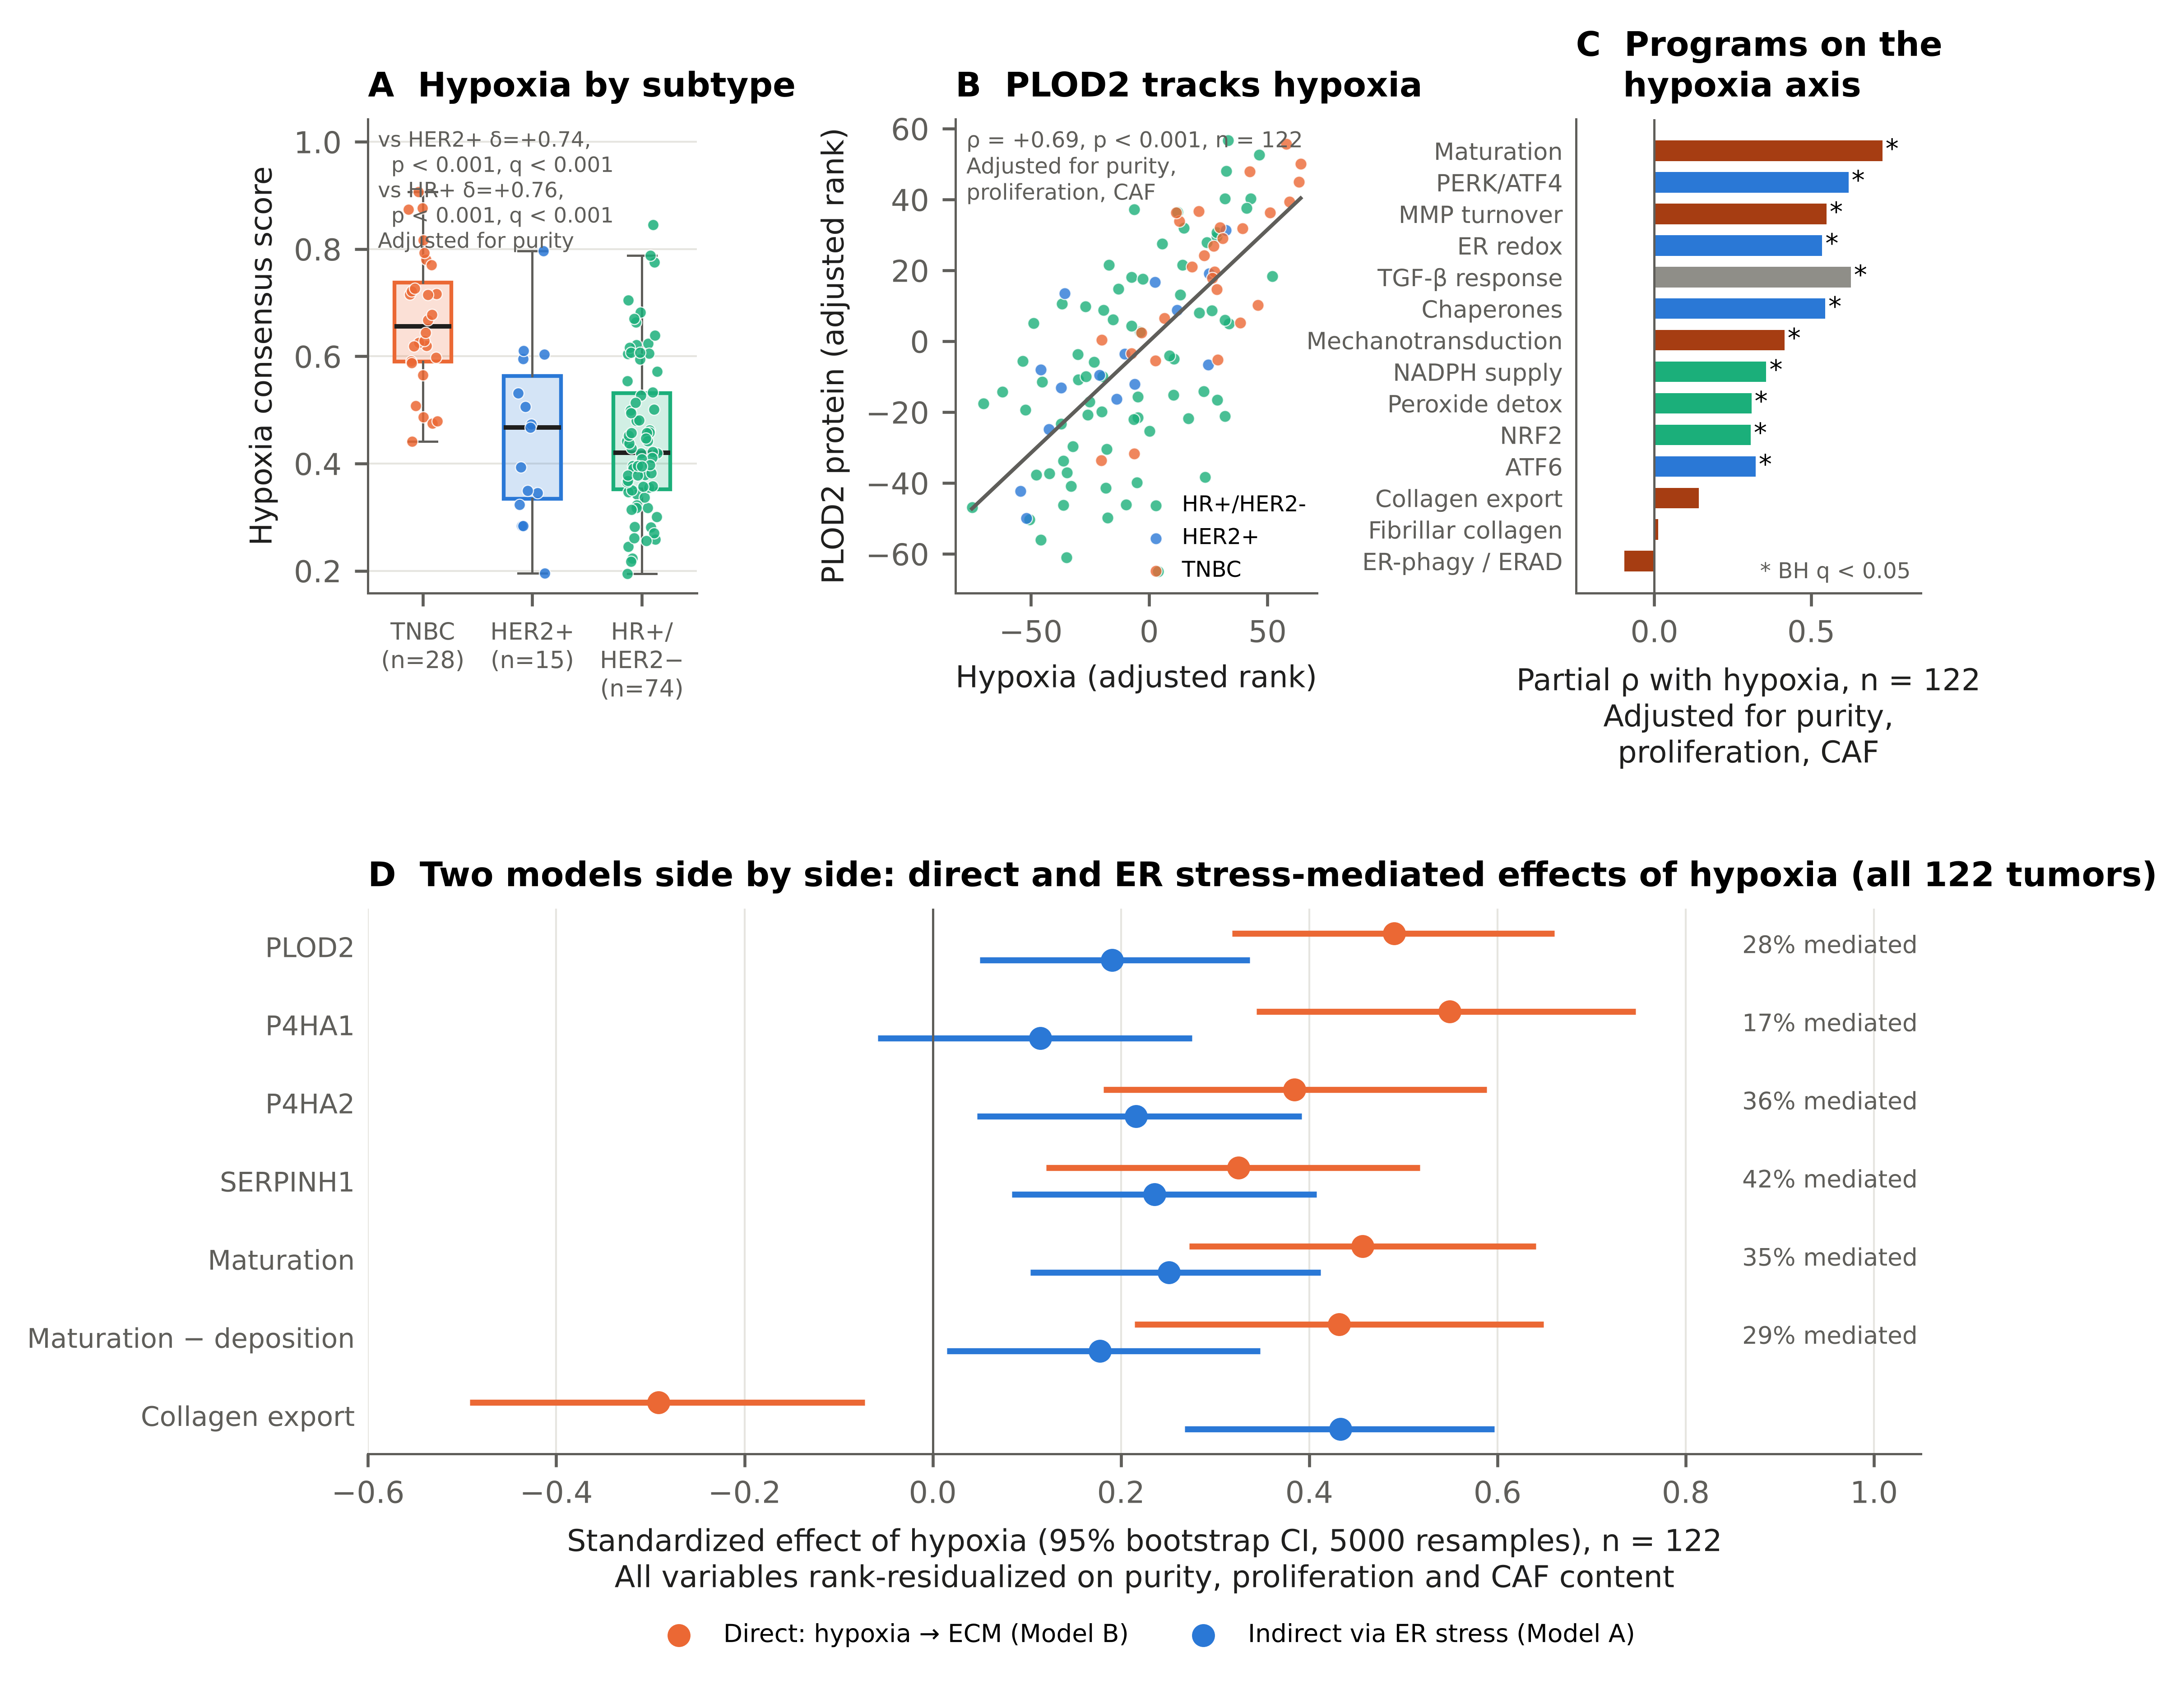 A Hypoxia by subtype
1.0
0.8
0.6
0.4
0.2
Hypoxia consensus score
vs HER2+ δ=+0.74,
p < 0.001, q < 0.001
vs HR+ δ=+0.76,
p < 0.001, q < 0.001
Adjusted for purity
TNBC
(n=28)
HER2+
(n=15)
HR+/
HER2−
(n=74)
B PLOD2 tracks hypoxia
PLOD2 protein (adjusted rank)
60
40
20
0
−20
−40
−60
ρ = +0.69, p < 0.001, n = 122
Adjusted for purity,
proliferation, CAF
HR+/HER2-
HER2+
TNBC
−50
0
50
Hypoxia (adjusted rank)
C Programs on the
hypoxia axis
Maturation
PERK/ATF4
MMP turnover
ER redox
TGF-β response
Chaperones
Mechanotransduction
NADPH supply
Peroxide detox
NRF2
ATF6
Collagen export
Fibrillar collagen
ER-phagy / ERAD
*
*
*
*
*
*
*
*
*
*
*
* BH q < 0.05
0.0
0.5
Partial ρ with hypoxia, n = 122
Adjusted for purity,
proliferation, CAF
D Two models side by side: direct and ER stress-mediated effects of hypoxia (all 122 tumors)
PLOD2
28% mediated
P4HA1
17% mediated
P4HA2
36% mediated
SERPINH1
42% mediated
Maturation
35% mediated
Maturation − deposition
29% mediated
Collagen export
−0.6
−0.4
−0.2
0.0
0.2
0.4
0.6
0.8
1.0
Standardized effect of hypoxia (95% bootstrap CI, 5000 resamples), n = 122
All variables rank-residualized on purity, proliferation and CAF content
Direct: hypoxia → ECM (Model B)
Indirect via ER stress (Model A)